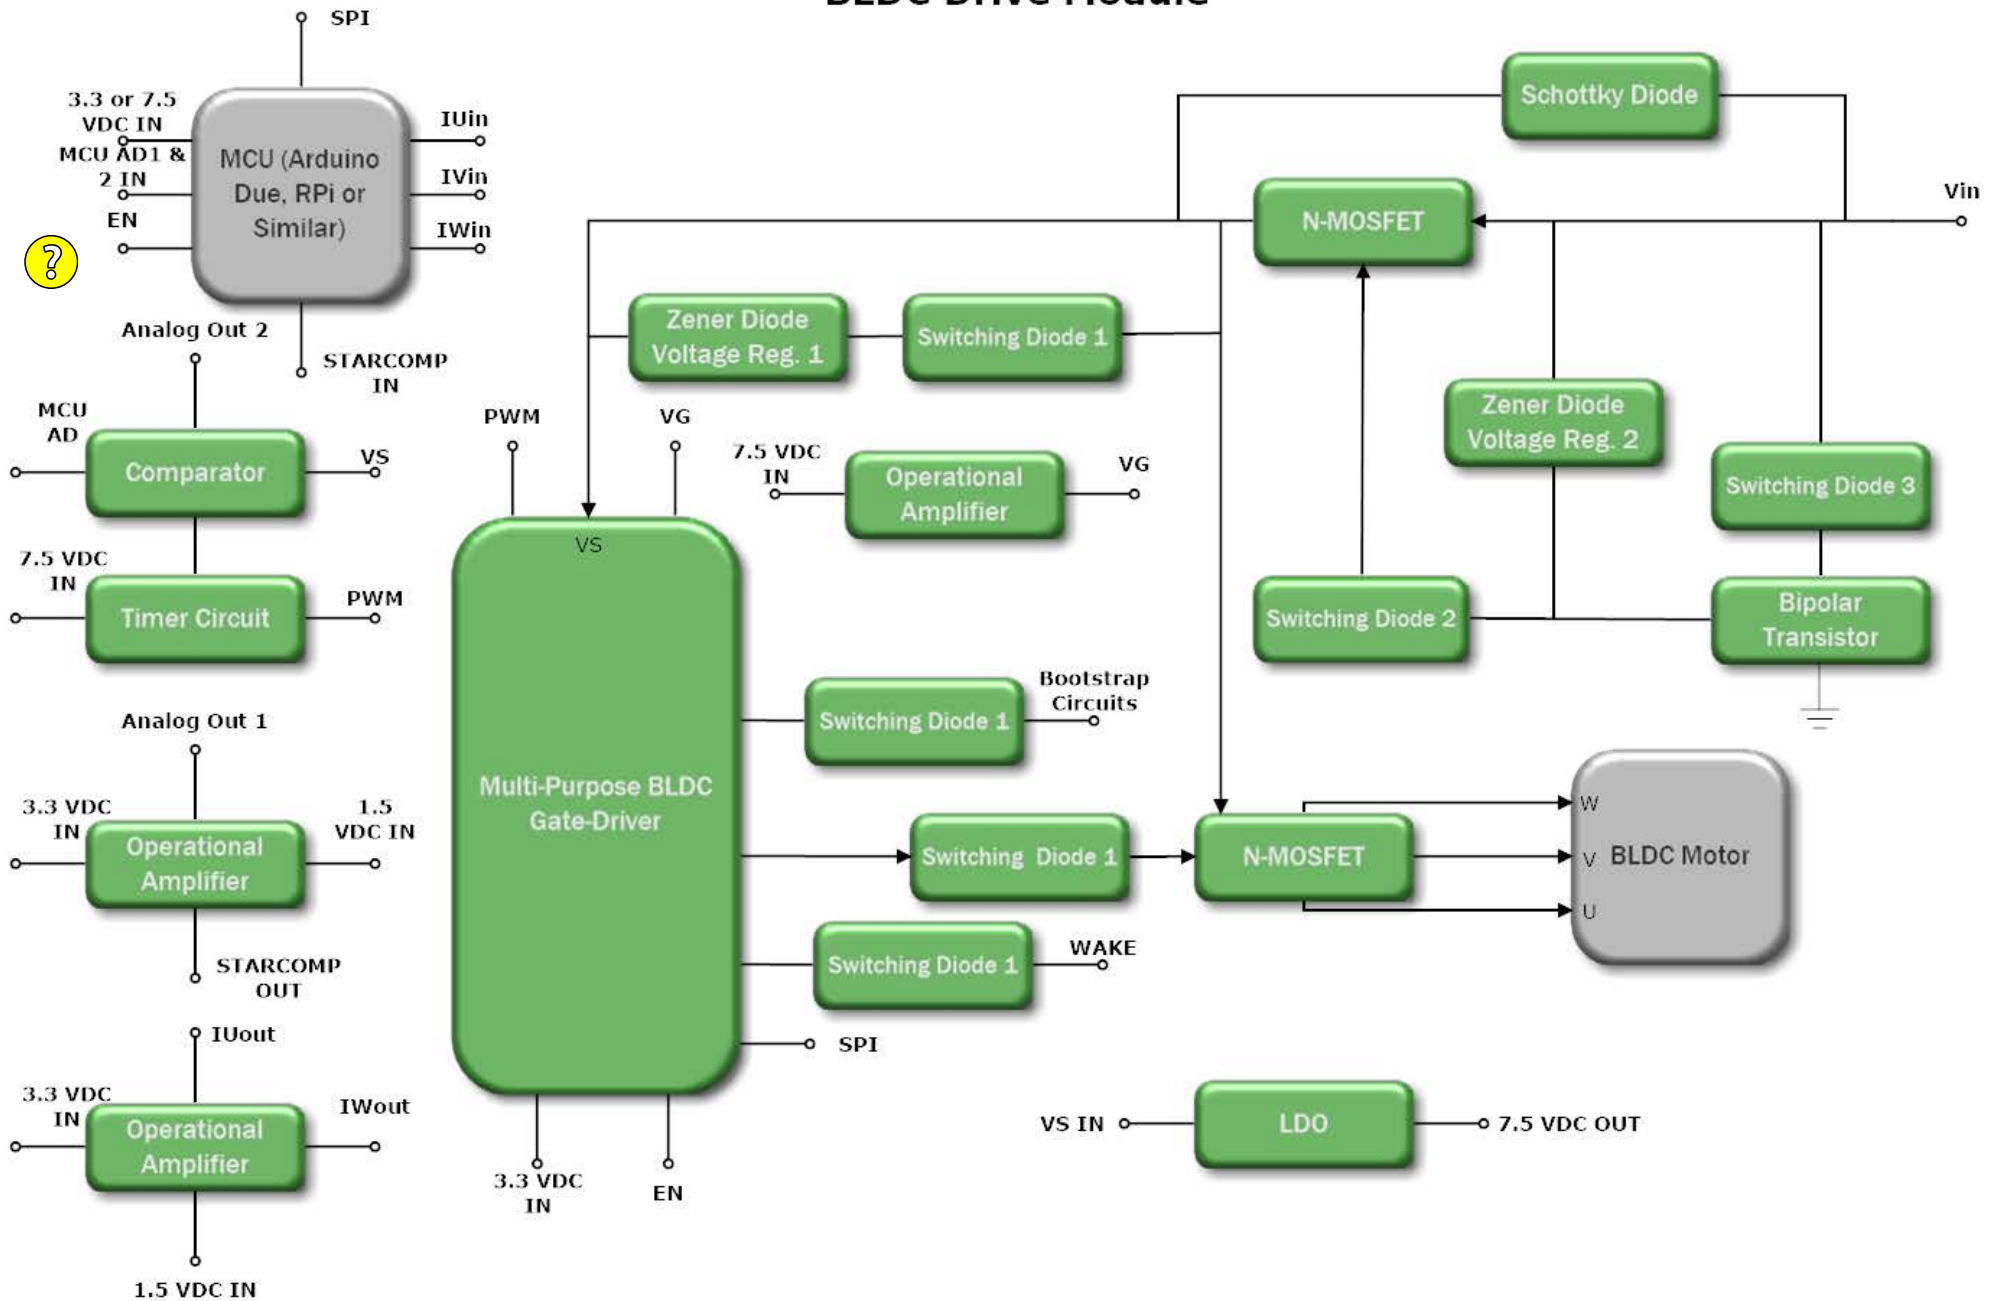 BLDC Drive Module
SPI
3.3 or 7.5
VDC IN
MCU AD1 &
2 IN
EN
MCU (Arduino
Due, RPi or
Similar)
IUin
IVin
IWin
STARCOMP
IN
?
Analog Out 2
MCU
AD
Comparator
VS
7.5 VDC
IN
Timer Circuit
PWM
Analog Out 1
3.3 VDC
IN
Operational
Amplifier
1.5
VDC IN
STARCOMP
OUT
IUout
3.3 VDC
IN
Operational
Amplifier
IWout
1.5 VDC IN
Schottky Diode
N-MOSFET
Vin
Zener Diode
Voltage Reg. 1
Switching Diode 1
PWM
VG
7.5 VDC
IN
Operational
Amplifier
VG
Zener Diode
Voltage Reg. 2
Switching Diode 3
Switching Diode 2
Bipolar
Transistor
VS
Multi-Purpose BLDC
Gate-Driver
Switching Diode 1
Bootstrap
Circuits
Switching Diode 1
N-MOSFET
W
V
U
BLDC Motor
Switching Diode 1
WAKE
SPI
3.3 VDC
IN
EN
VS IN
LDO
7.5 VDC OUT